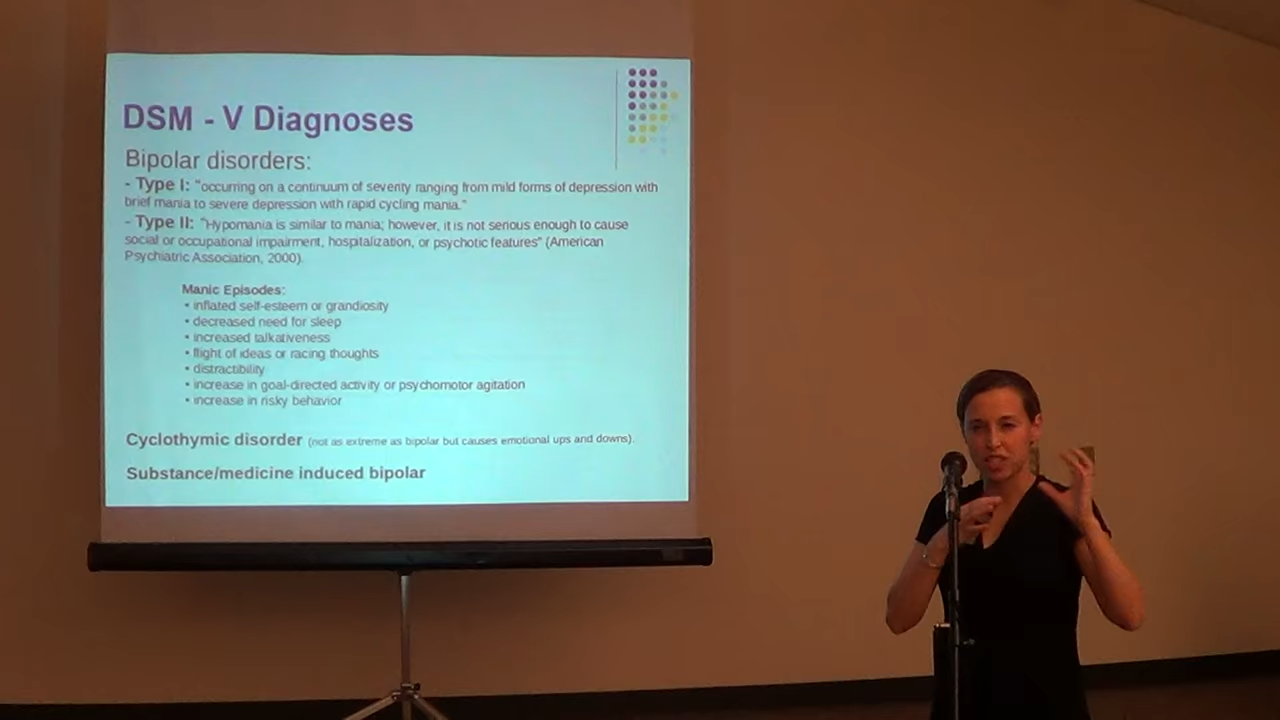 DSM - V Diagnoses
Bipolar disorders:
- Type I: "occurring on a continuum of severity ranging from mild forms of depression with
brief mania to severe depression with rapid cycling mania."
- Type II: "Hypomania is similar to mania; however, it is not serious enough to cause
social or occupational impairment, hospitalization, or psychotic features" (American
Psychiatric Association, 2000).
Manic Episodes:
• inflated self-esteem or grandiosity
• decreased need for sleep
• increased talkativeness
• flight of ideas or racing thoughts
• distractibility
• increase in goal-directed activity or psychomotor agitation
• increase in risky behavior
Cyclothymic disorder (not as extreme as bipolar but causes emotional ups and downs).
Substance/medicine induced bipolar